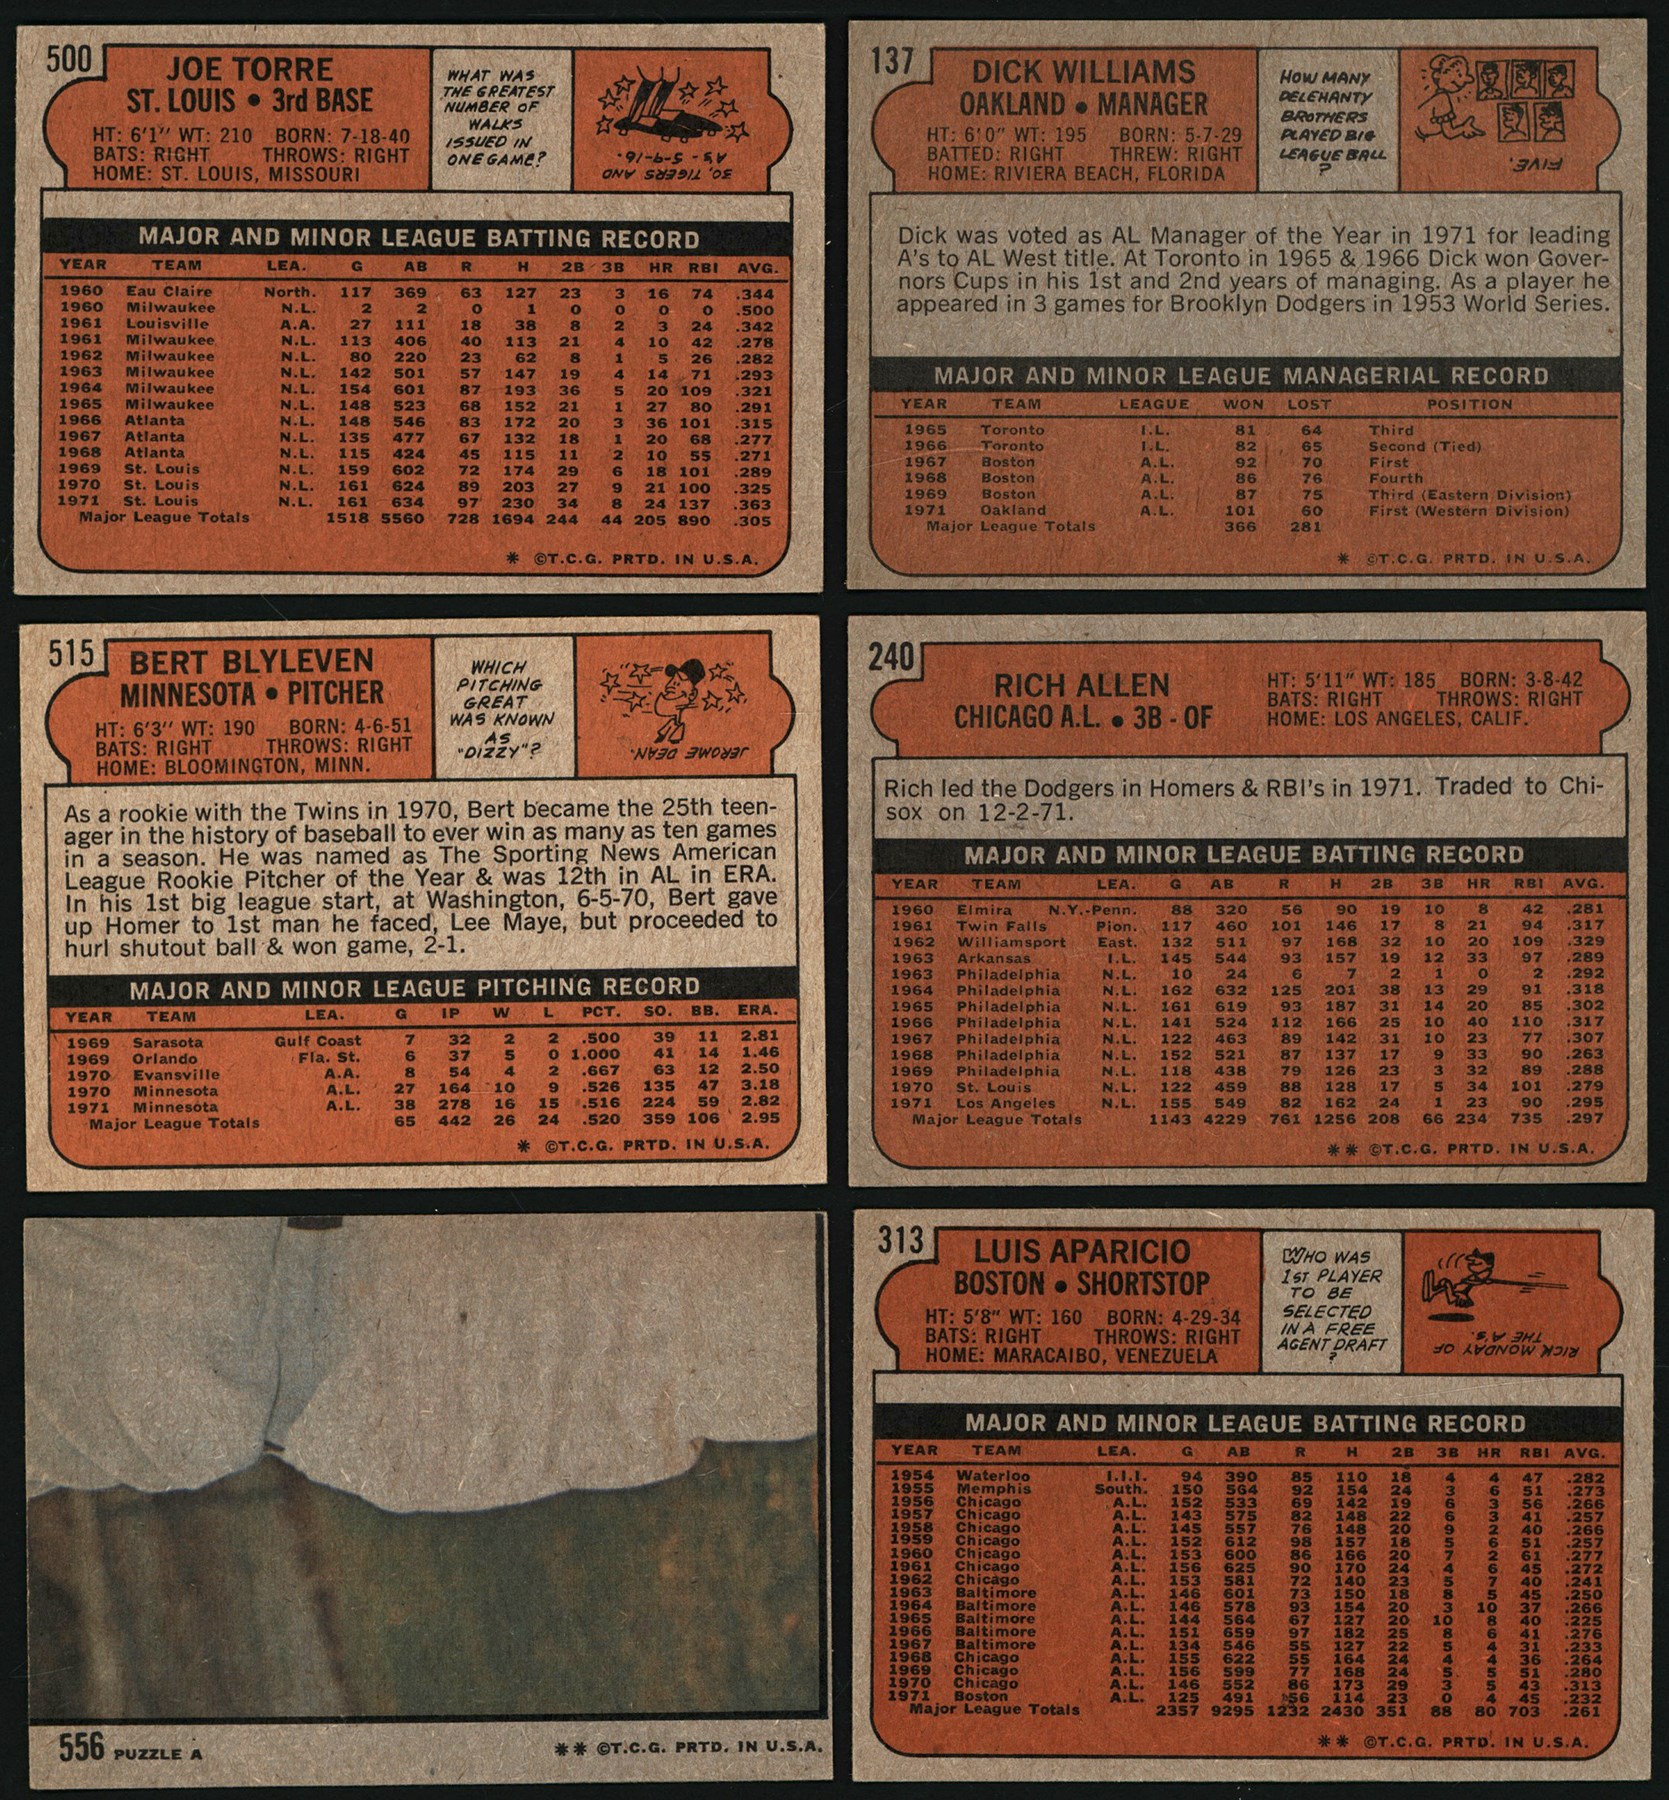 500
JOE TORRE
ST. LOUIS • 3rd BASE
HT: 6'1" WT: 210 BORN: 7-18-40
BATS: RIGHT THROWS: RIGHT
HOME: ST. LOUIS, MISSOURI
WHAT WAS
THE GREATEST
NUMBER OF
WALKS
ISSUED IN
ONE GAME?
30, TIGERS AND
A'S - 5-9-16.
MAJOR AND MINOR LEAGUE BATTING RECORD
YEAR TEAM LEA. G AB R H 2B 3B HR RBI AVG.
1960 Eau Claire North. 117 369 63 127 23 3 16 74 .344
1960 Milwaukee N.L. 2 2 0 1 0 0 0 0 .500
1961 Louisville A.A. 27 111 18 38 8 2 3 24 .342
1961 Milwaukee N.L. 113 406 40 113 21 4 10 42 .278
1962 Milwaukee N.L. 80 220 23 62 8 1 5 26 .282
1963 Milwaukee N.L. 142 501 57 147 19 4 14 71 .293
1964 Milwaukee N.L. 154 601 87 193 36 5 20 109 .321
1965 Milwaukee N.L. 148 523 68 152 21 1 27 80 .291
1966 Atlanta N.L. 148 546 83 172 20 3 36 101 .315
1967 Atlanta N.L. 135 477 67 132 18 1 20 68 .277
1968 Atlanta N.L. 115 424 45 115 11 2 10 55 .271
1969 St. Louis N.L. 159 602 72 174 29 6 18 101 .289
1970 St. Louis N.L. 161 624 89 203 27 9 21 100 .325
1971 St. Louis N.L. 161 634 97 230 34 8 24 137 .363
Major League Totals 1518 5560 728 1694 244 44 205 890 .305
* ©T.C.G. PRTD. IN U.S.A.
137
DICK WILLIAMS
OAKLAND • MANAGER
HT: 6'0" WT: 195 BORN: 5-7-29
BATTED: RIGHT THREW: RIGHT
HOME: RIVIERA BEACH, FLORIDA
HOW MANY
DELEHANTY
BROTHERS
PLAYED BIG
LEAGUE BALL
?
FIVE.
Dick was voted as AL Manager of the Year in 1971 for leading
A's to AL West title. At Toronto in 1965 & 1966 Dick won Gover-
nors Cups in his 1st and 2nd years of managing. As a player he
appeared in 3 games for Brooklyn Dodgers in 1953 World Series.
MAJOR AND MINOR LEAGUE MANAGERIAL RECORD
YEAR TEAM LEAGUE WON LOST POSITION
1965 Toronto I.L. 81 64 Third
1966 Toronto I.L. 82 65 Second (Tied)
1967 Boston A.L. 92 70 First
1968 Boston A.L. 86 76 Fourth
1969 Boston A.L. 87 75 Third (Eastern Division)
1971 Oakland A.L. 101 60 First (Western Division)
Major League Totals 366 281
* ©T.C.G. PRTD. IN U.S.A.
515
BERT BLYLEVEN
MINNESOTA • PITCHER
HT: 6'3" WT: 190 BORN: 4-6-51
BATS: RIGHT THROWS: RIGHT
HOME: BLOOMINGTON, MINN.
WHICH
PITCHING
GREAT
WAS KNOWN
AS
"DIZZY"?
JEROME DEAN.
As a rookie with the Twins in 1970, Bert became the 25th teen-
ager in the history of baseball to ever win as many as ten games
in a season. He was named as The Sporting News American
League Rookie Pitcher of the Year & was 12th in AL in ERA.
In his 1st big league start, at Washington, 6-5-70, Bert gave
up Homer to 1st man he faced, Lee Maye, but proceeded to
hurl shutout ball & won game, 2-1.
MAJOR AND MINOR LEAGUE PITCHING RECORD
YEAR TEAM LEA. G IP W L PCT. SO. BB. ERA.
1969 Sarasota Gulf Coast 7 32 2 2 .500 39 11 2.81
1969 Orlando Fla. St. 6 37 5 0 1.000 41 14 1.46
1970 Evansville A.A. 8 54 4 2 .667 63 12 2.50
1970 Minnesota A.L. 27 164 10 9 .526 135 47 3.18
1971 Minnesota A.L. 38 278 16 15 .516 224 59 2.82
Major League Totals 65 442 26 24 .520 359 106 2.95
* ©T.C.G. PRTD. IN U.S.A.
240
RICH ALLEN
CHICAGO A.L. • 3B - OF
HT: 5'11" WT: 185 BORN: 3-8-42
BATS: RIGHT THROWS: RIGHT
HOME: LOS ANGELES, CALIF.
Rich led the Dodgers in Homers & RBI's in 1971. Traded to Chi-
sox on 12-2-71.
MAJOR AND MINOR LEAGUE BATTING RECORD
YEAR TEAM LEA. G AB R H 2B 3B HR RBI AVG.
1960 Elmira N.Y.-Penn. 88 320 56 90 19 10 8 42 .281
1961 Twin Falls Pion. 117 460 101 146 17 8 21 94 .317
1962 Williamsport East. 132 511 97 168 32 10 20 109 .329
1963 Arkansas I.L. 145 544 93 157 19 12 33 97 .289
1963 Philadelphia N.L. 10 24 6 7 2 1 0 2 .292
1964 Philadelphia N.L. 162 632 125 201 38 13 29 91 .318
1965 Philadelphia N.L. 161 619 93 187 31 14 20 85 .302
1966 Philadelphia N.L. 141 524 112 166 25 10 40 110 .317
1967 Philadelphia N.L. 122 463 89 142 31 10 23 77 .307
1968 Philadelphia N.L. 152 521 87 137 17 9 33 90 .263
1969 Philadelphia N.L. 118 438 79 126 23 3 32 89 .288
1970 St. Louis N.L. 122 459 88 128 17 5 34 101 .279
1971 Los Angeles N.L. 155 549 82 162 24 1 23 90 .295
Major League Totals 1143 4229 761 1256 208 66 234 735 .297
** ©T.C.G. PRTD. IN U.S.A.
556 PUZZLE A
** ©T.C.G. PRTD. IN U.S.A.
313
LUIS APARICIO
BOSTON • SHORTSTOP
HT: 5'8" WT: 160 BORN: 4-29-34
BATS: RIGHT THROWS: RIGHT
HOME: MARACAIBO, VENEZUELA
WHO WAS
1ST PLAYER
TO BE
SELECTED
IN A FREE
AGENT DRAFT
?
RICK MONDAY OF
THE A'S.
MAJOR AND MINOR LEAGUE BATTING RECORD
YEAR TEAM LEA. G AB R H 2B 3B HR RBI AVG.
1954 Waterloo I.I.I. 94 390 85 110 18 4 4 47 .282
1955 Memphis South. 150 564 92 154 24 3 6 51 .273
1956 Chicago A.L. 152 533 69 142 19 6 3 56 .266
1957 Chicago A.L. 143 575 82 148 22 6 3 41 .257
1958 Chicago A.L. 145 557 76 148 20 9 2 40 .266
1959 Chicago A.L. 152 612 98 157 18 5 6 51 .257
1960 Chicago A.L. 153 600 86 166 20 7 2 61 .277
1961 Chicago A.L. 156 625 90 170 24 4 6 45 .272
1962 Chicago A.L. 153 581 72 140 23 5 7 40 .241
1963 Baltimore A.L. 146 601 73 150 18 8 5 45 .250
1964 Baltimore A.L. 146 578 93 154 20 3 10 37 .266
1965 Baltimore A.L. 144 564 67 127 20 10 8 40 .225
1966 Baltimore A.L. 151 659 97 182 25 8 6 41 .276
1967 Baltimore A.L. 134 546 55 127 22 5 4 31 .233
1968 Chicago A.L. 155 622 55 164 24 4 4 36 .264
1969 Chicago A.L. 156 599 77 168 24 5 5 51 .280
1970 Chicago A.L. 146 552 86 173 29 3 5 43 .313
1971 Boston A.L. 125 491 56 114 23 0 4 45 .232
Major League Totals 2357 9295 1232 2430 351 88 80 703 .261
** ©T.C.G. PRTD. IN U.S.A.